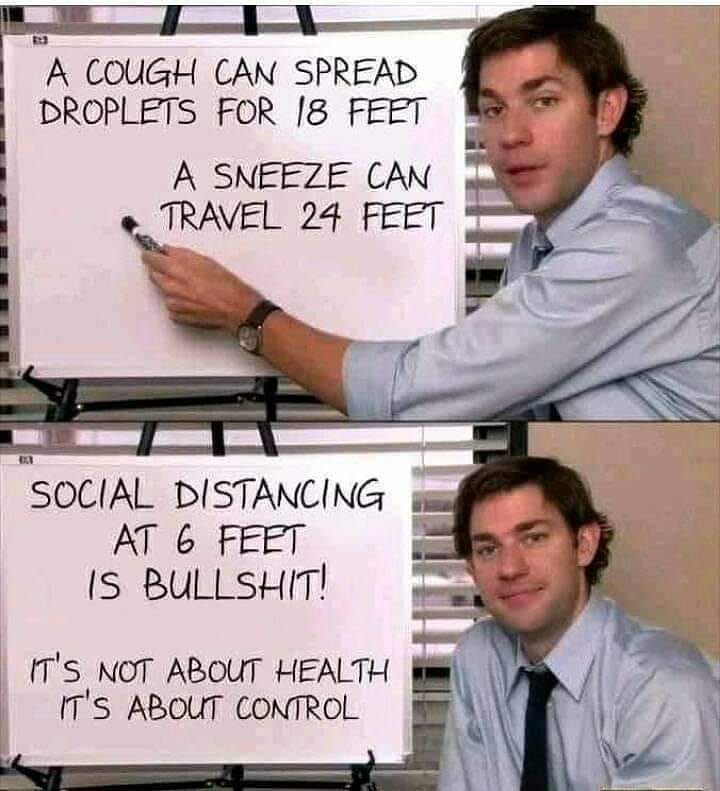 A COUGH CAN SPREAD
DROPLETS FOR 18 FEET
A SNEEZE CAN
TRAVEL 24 FEET
SOCIAL DISTANCING
AT 6 FEET
IS BULLSHIT!
IT'S NOT ABOUT HEALTH
IT'S ABOUT CONTROL